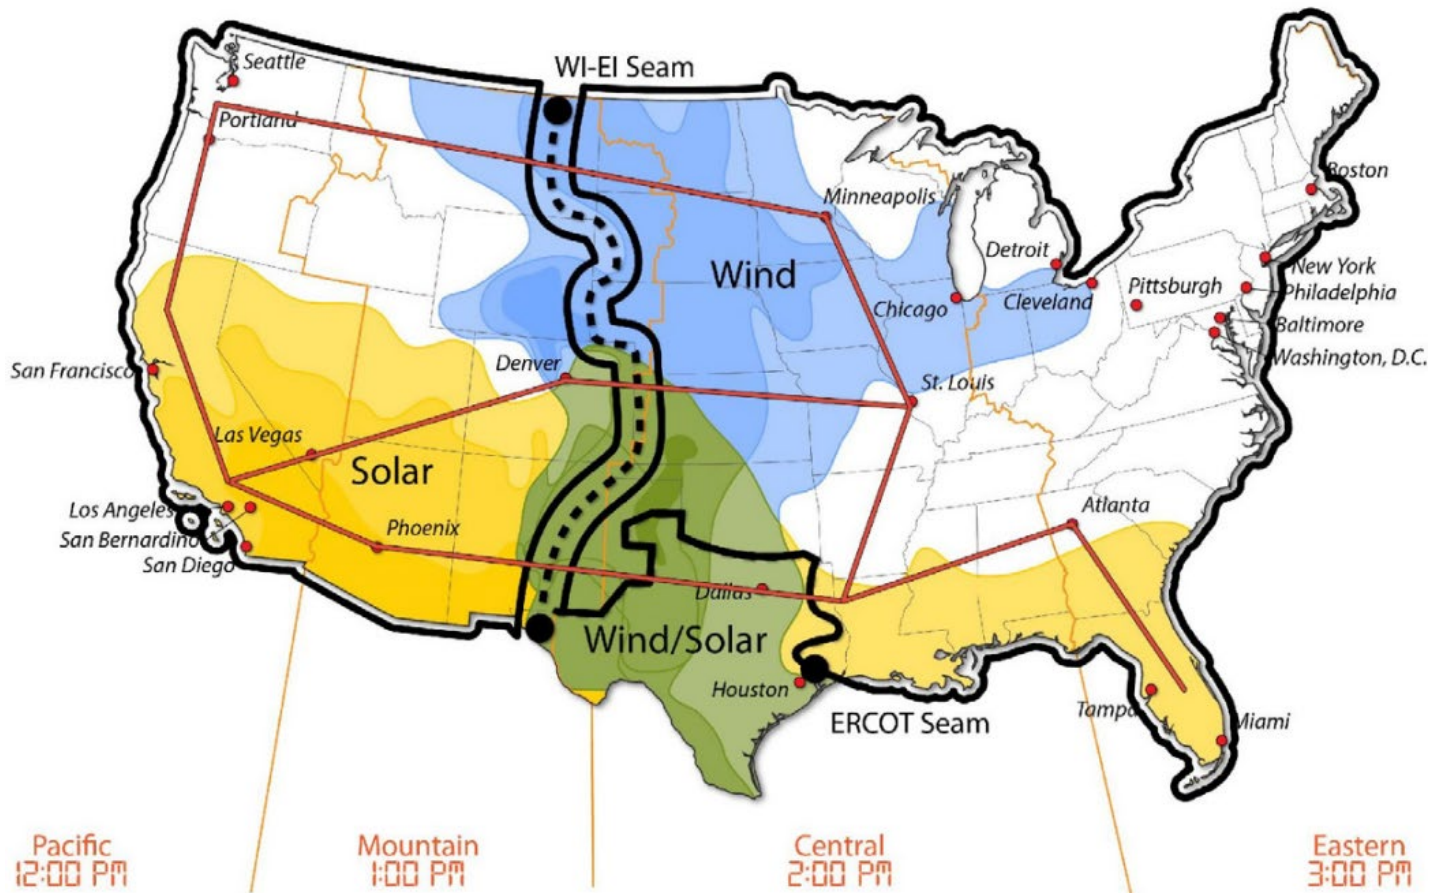 WI-EI Seam
Seattle
Portland
Minneapolis
Boston
Detroit
Wind
New York
Pittsburgh
Philadelphia
Chicago
Cleveland
Baltimore
Washington, D.C.
San Francisco
Denver
St. Louis
Las Vegas
Solar
Los Angeles
Phoenix
Atlanta
San Bernardino
San Diego
Dallas
Wind/Solar
Houston
ERCOT Seam
Tampa
Miami
Pacific
12:00 PM
Mountain
1:00 PM
Central
2:00 PM
Eastern
3:00 PM